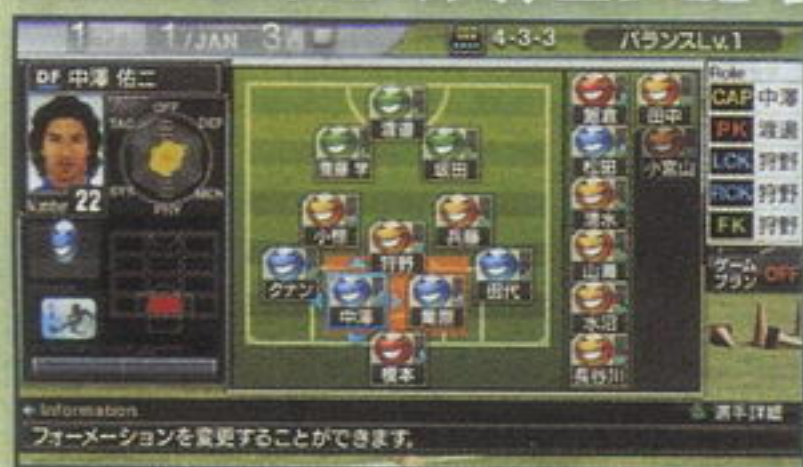 1/JAN 3週
4-3-3 バランスLv.1
DF 中澤 佑二
OFF
TAC DEF
PHY
Number 22
渡邉
齋藤 学 坂田
小椋 兵藤
狩野
クナン 田代
中澤 栗原
榎本
飯倉 田中
松田 小宮山
清水
山瀬
水沼
長谷川
Role
CAP 中澤
PK 渡邉
LCK 狩野
RCK 狩野
FK 狩野
ゲームプラン OFF
Information
選手詳細
フォーメーションを変更することができます。